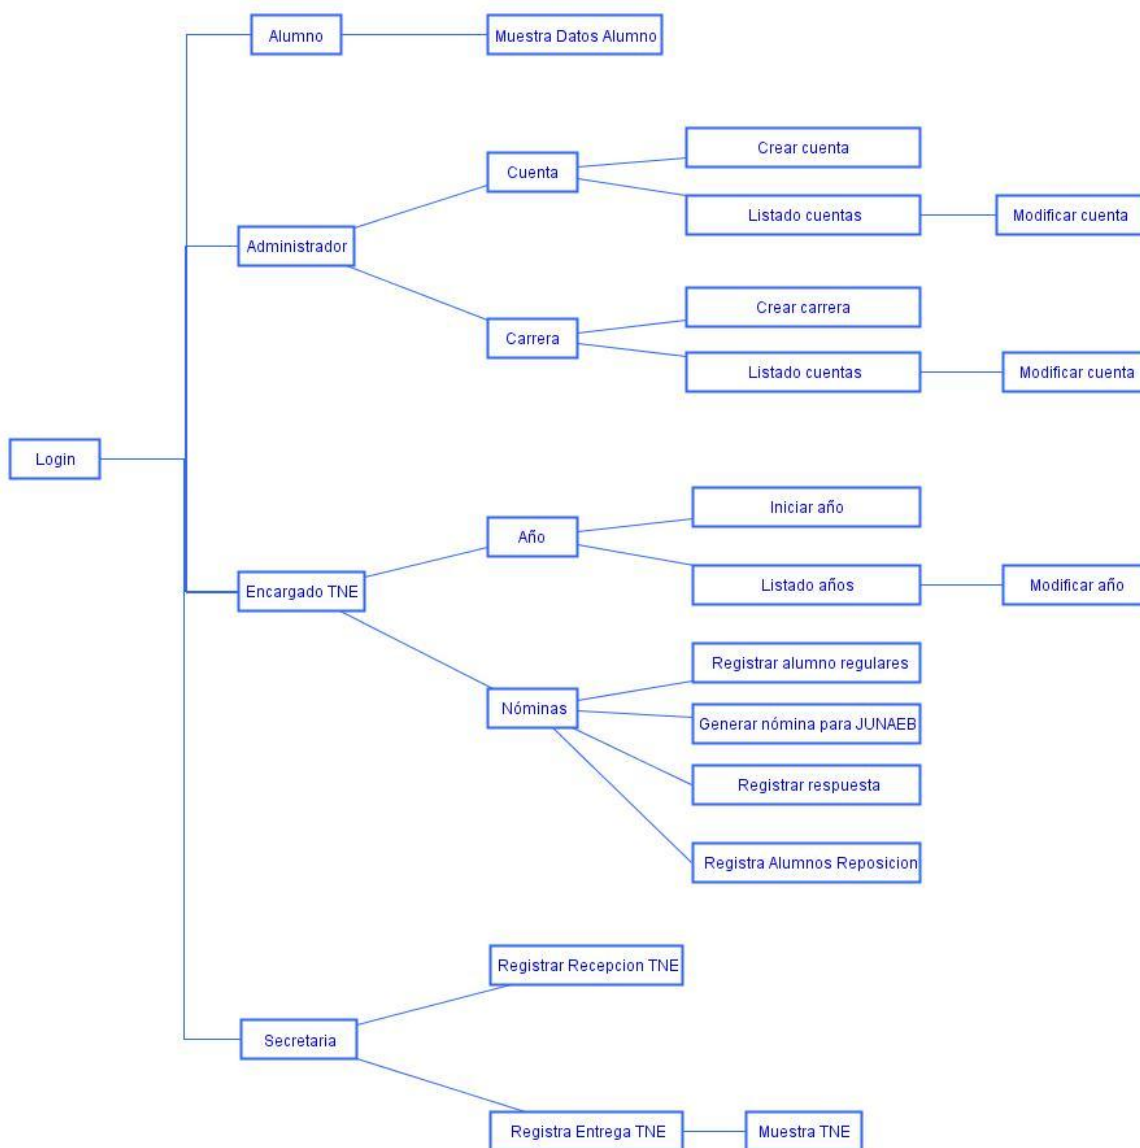 Alumno
Muestra Datos Alumno
Crear cuenta
Cuenta
Listado cuentas
Modificar cuenta
Administrador
Crear carrera
Carrera
Listado cuentas
Modificar cuenta
Login
Iniciar año
Año
Listado años
Modificar año
Encargado TNE
Registrar alumno regulares
Nóminas
Generar nómina para JUNAEB
Registrar respuesta
Registra Alumnos Reposicion
Registrar Recepcion TNE
Secretaria
Registra Entrega TNE
Muestra TNE